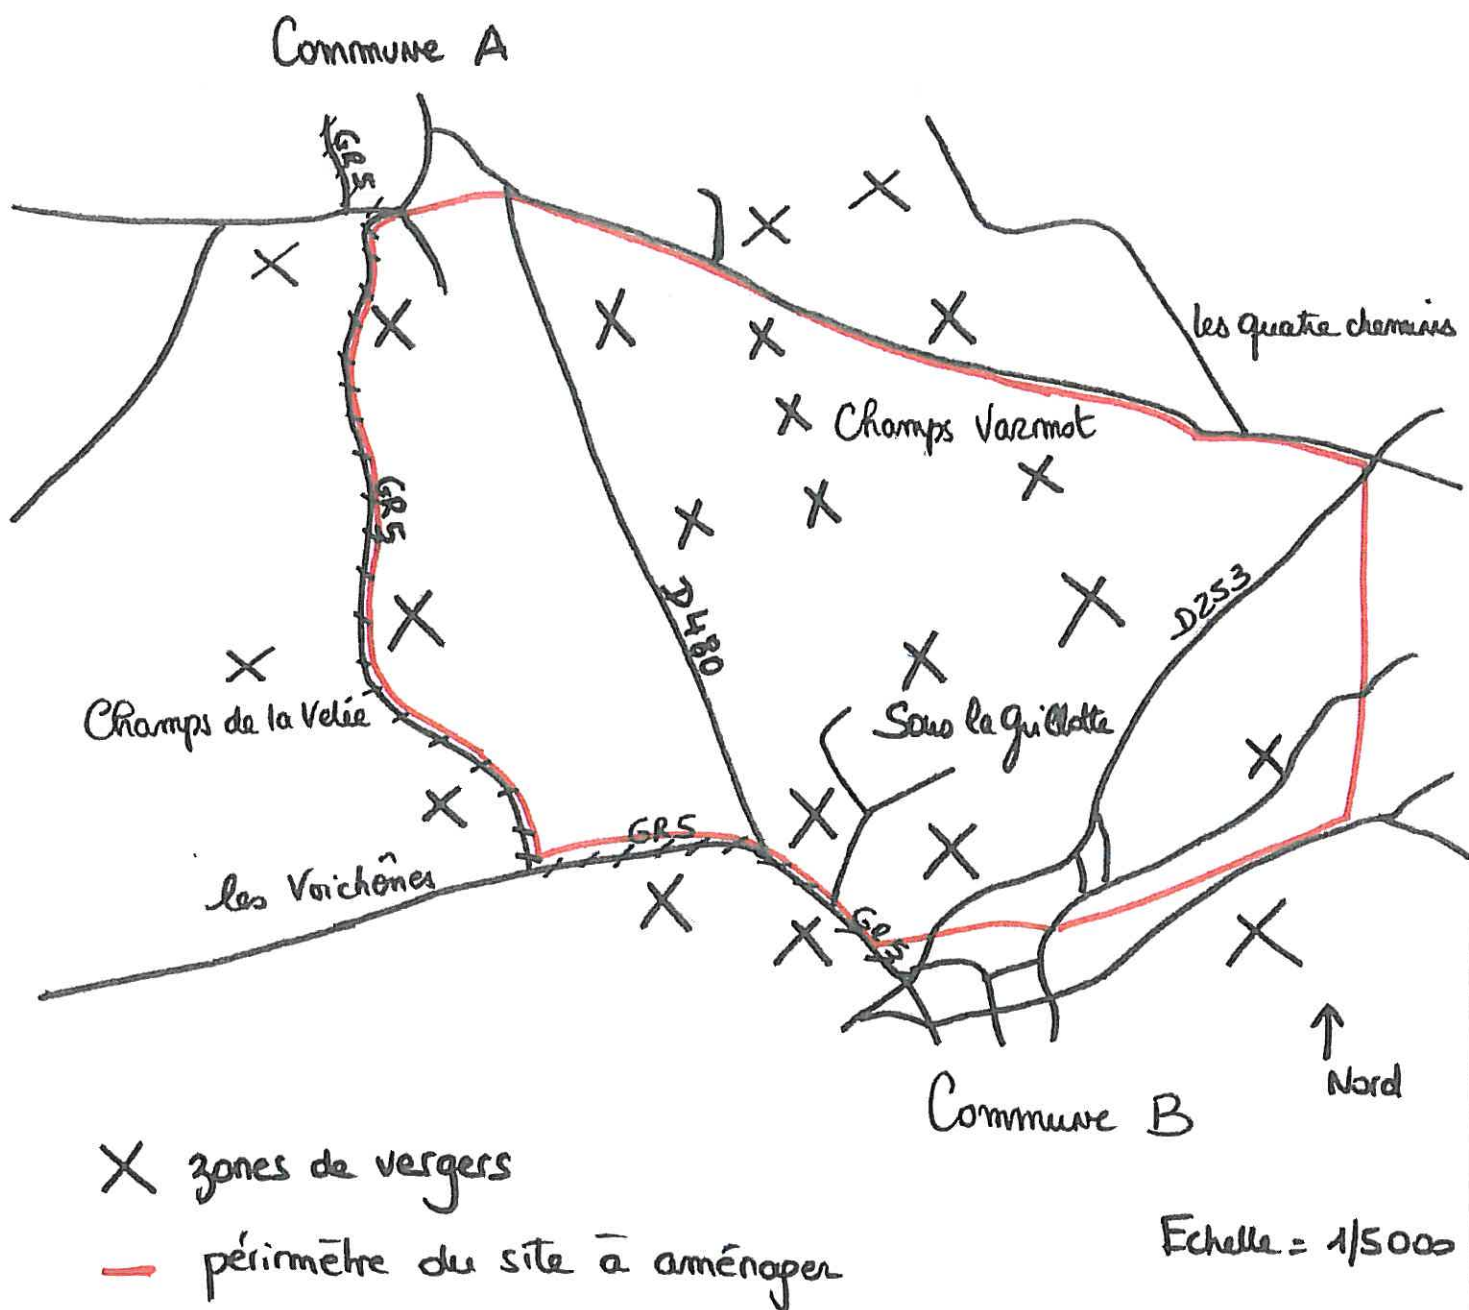 Commune A
GR5
les quatre chemins
Champs Varmot
GR5
D480
D253
Champs de la Velée
Sous la Guillotte
GR5
les Voichônes
GR5
Nord
Commune B
zones de vergers
périmètre du site à aménager
Echelle = 1/5000